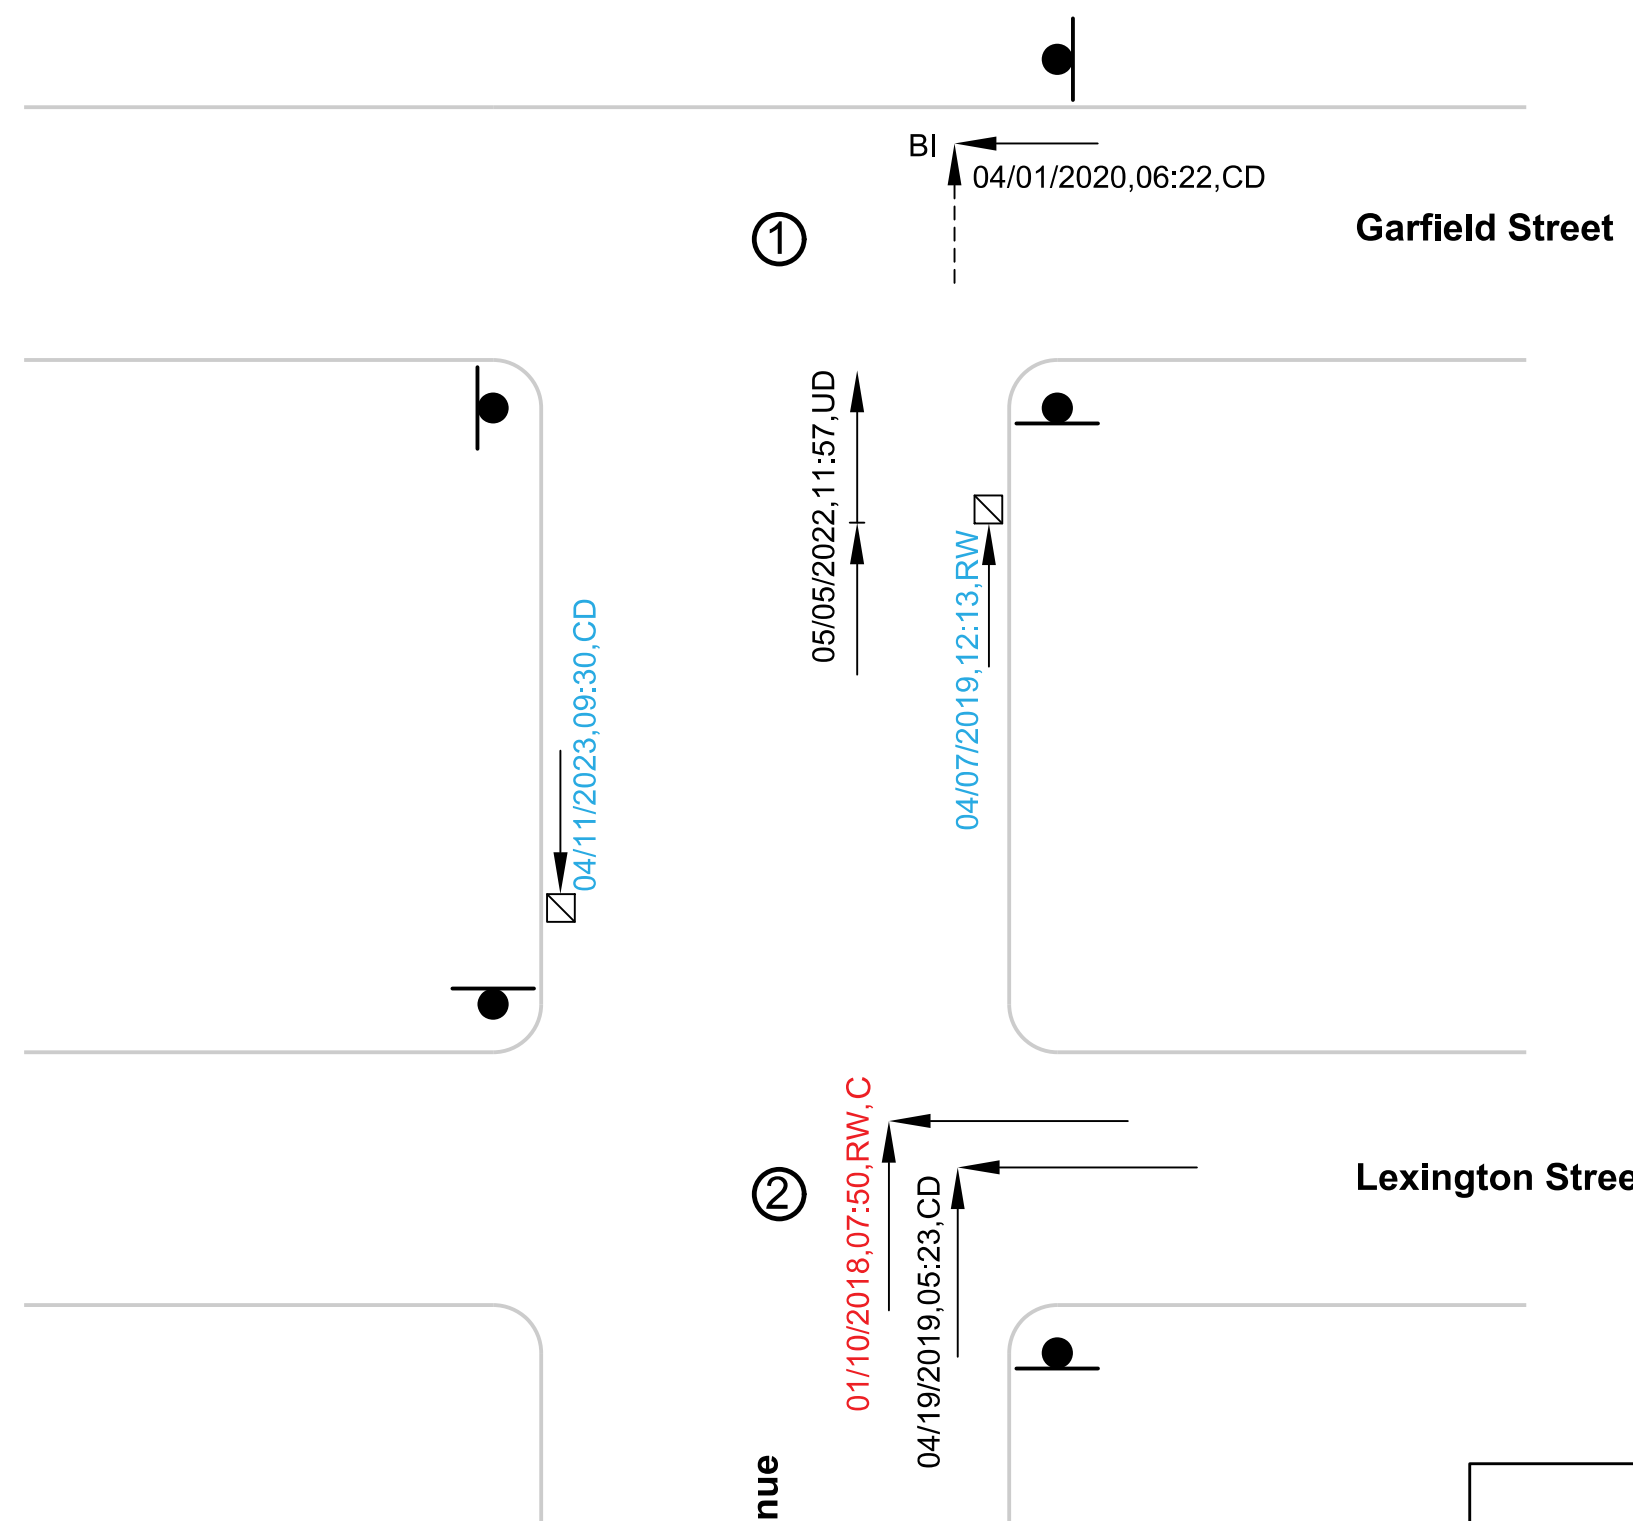 BI
04/01/2020,06:22,CD
1
Garfield Street
05/05/2022,11:57,UD
04/07/2019,12:13,RW
04/11/2023,09:30,CD
01/10/2018,07:50,RW,C
2
04/19/2019,05:23,CD
Lexington Stree
nue